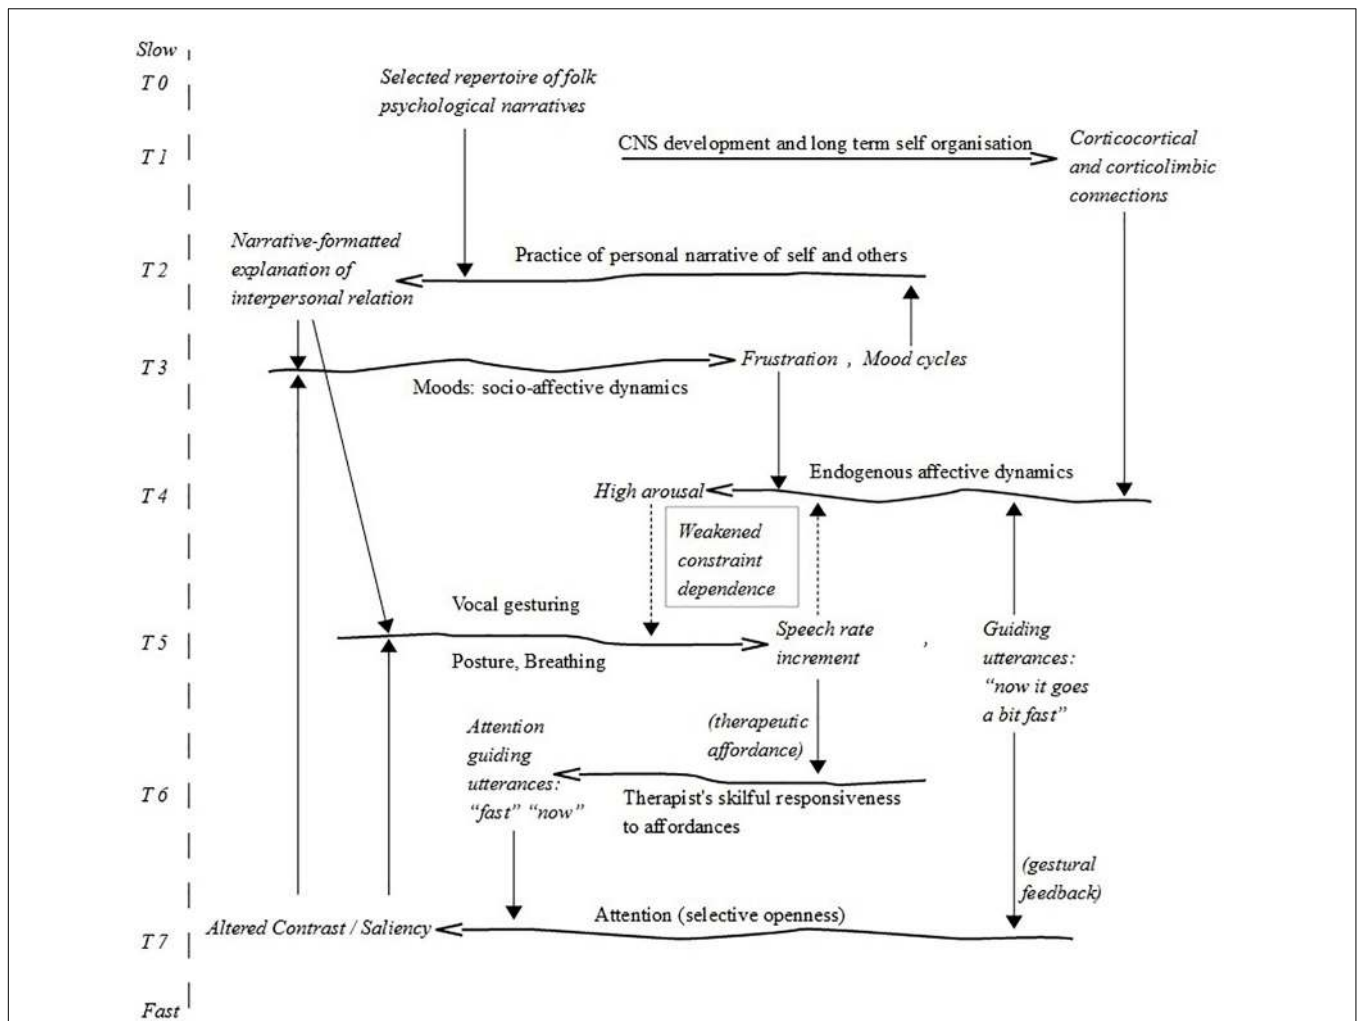 Slow
T 0
Selected repertoire of folk
psychological narratives
T 1
CNS development and long term self organisation
Corticocortical
and corticolimbic
connections
Narrative-formatted
explanation of
interpersonal relation
T 2
Practice of personal narrative of self and others
T 3
Frustration , Mood cycles
Moods: socio-affective dynamics
T 4
Endogenous affective dynamics
High arousal
Weakened
constraint
dependence
Vocal gesturing
T 5
Posture, Breathing
Speech rate
increment
,
Guiding
utterances:
“now it goes
a bit fast”
(therapeutic
affordance)
Attention
guiding
utterances:
“fast” “now”
T 6
Therapist's skilful responsiveness
to affordances
(gestural
feedback)
Altered Contrast / Saliency
Attention (selective openness)
T 7
Fast